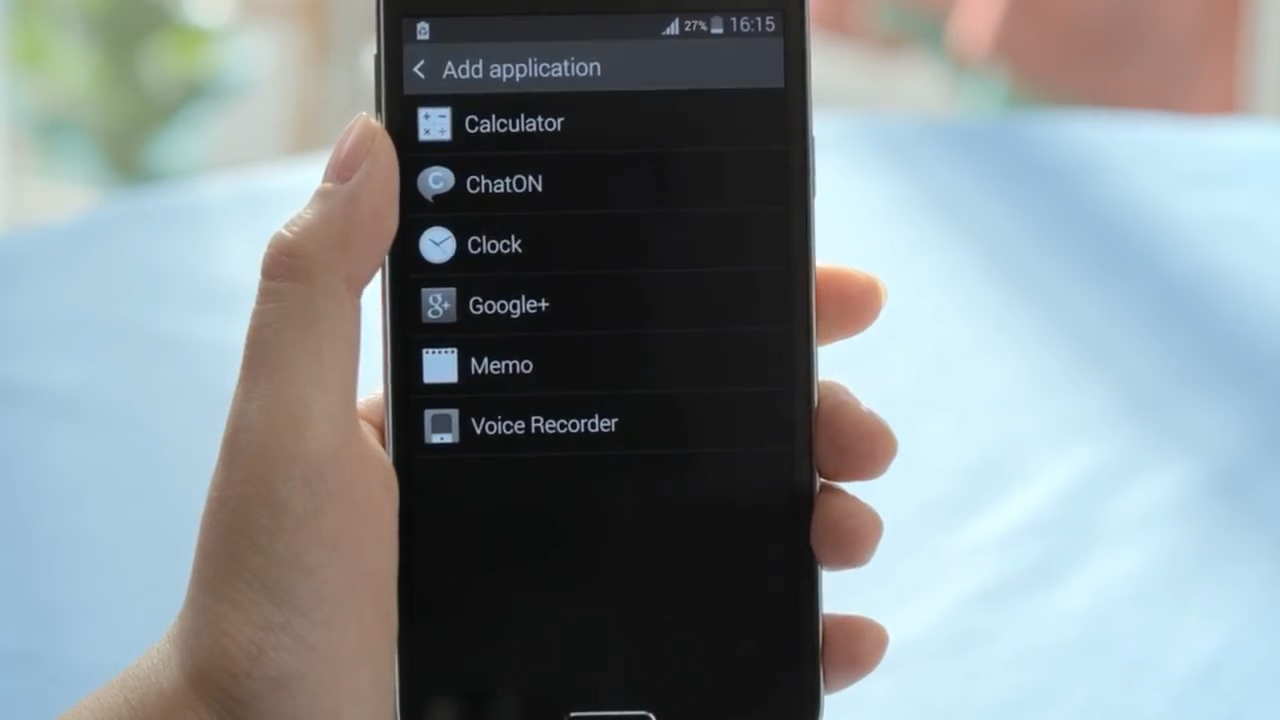 27% 16:15
Add application
Calculator
C ChatON
Clock
g+ Google+
Memo
Voice Recorder